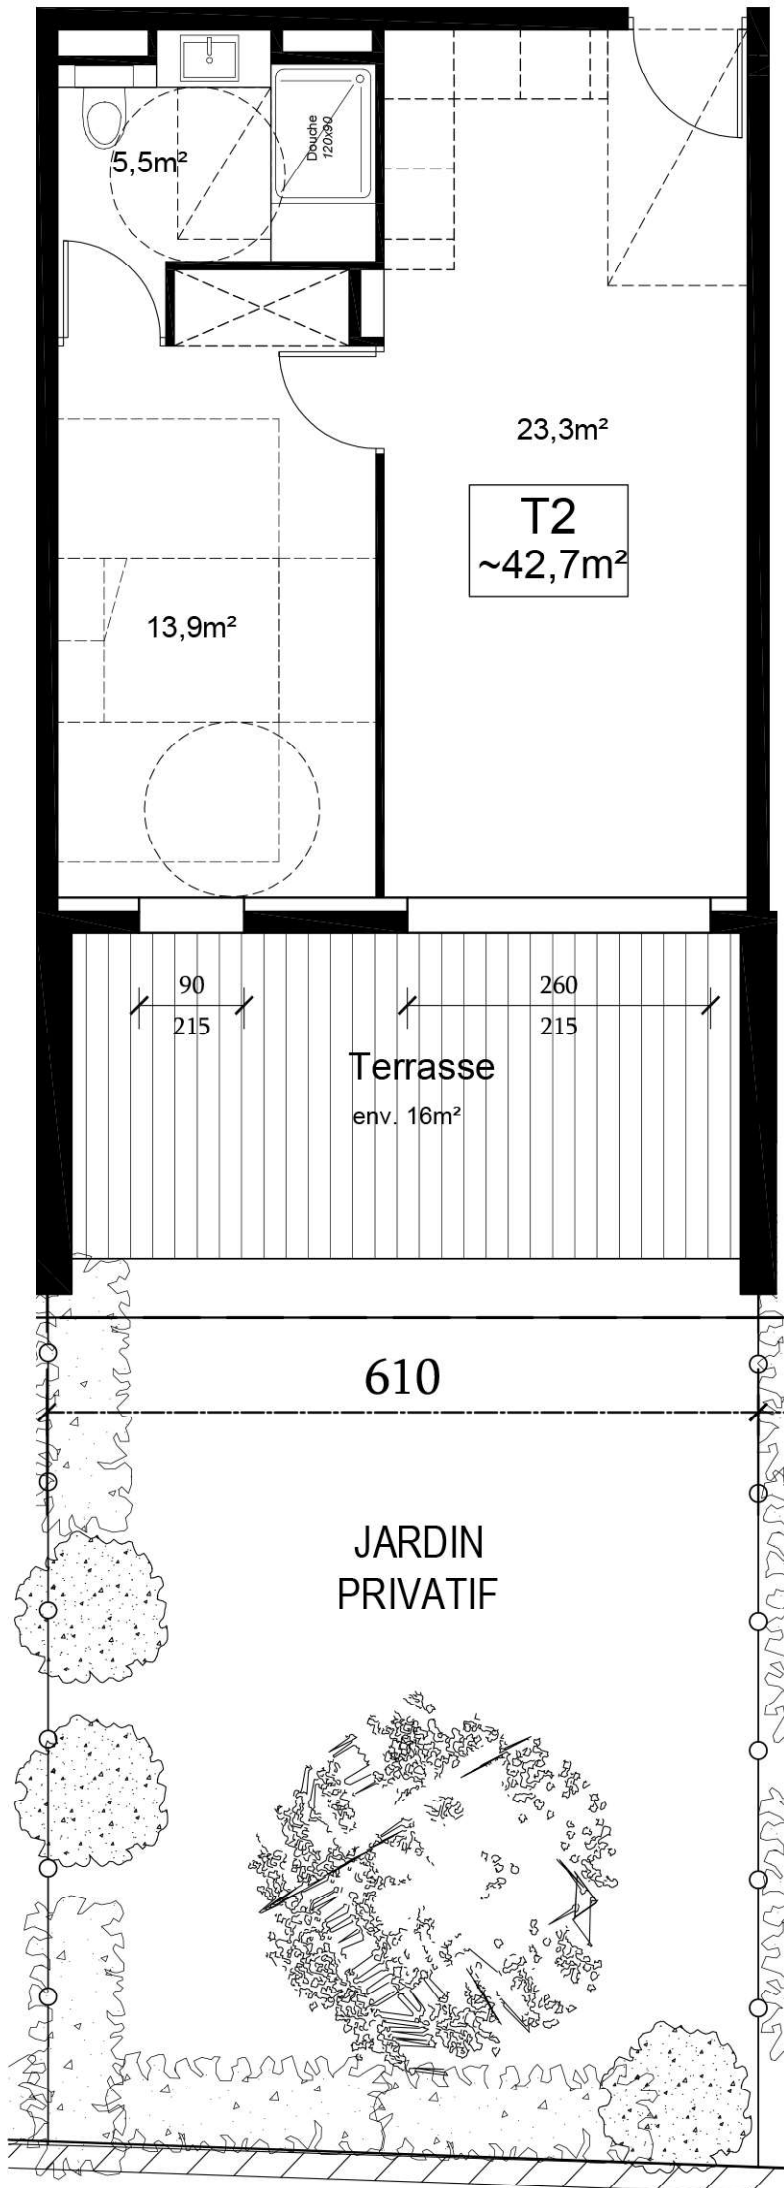 Douche
120x90
5,5m²
23,3m²
T2
~42,7m²
13,9m²
90
215
260
215
Terrasse
env. 16m²
610
JARDIN
PRIVATIF